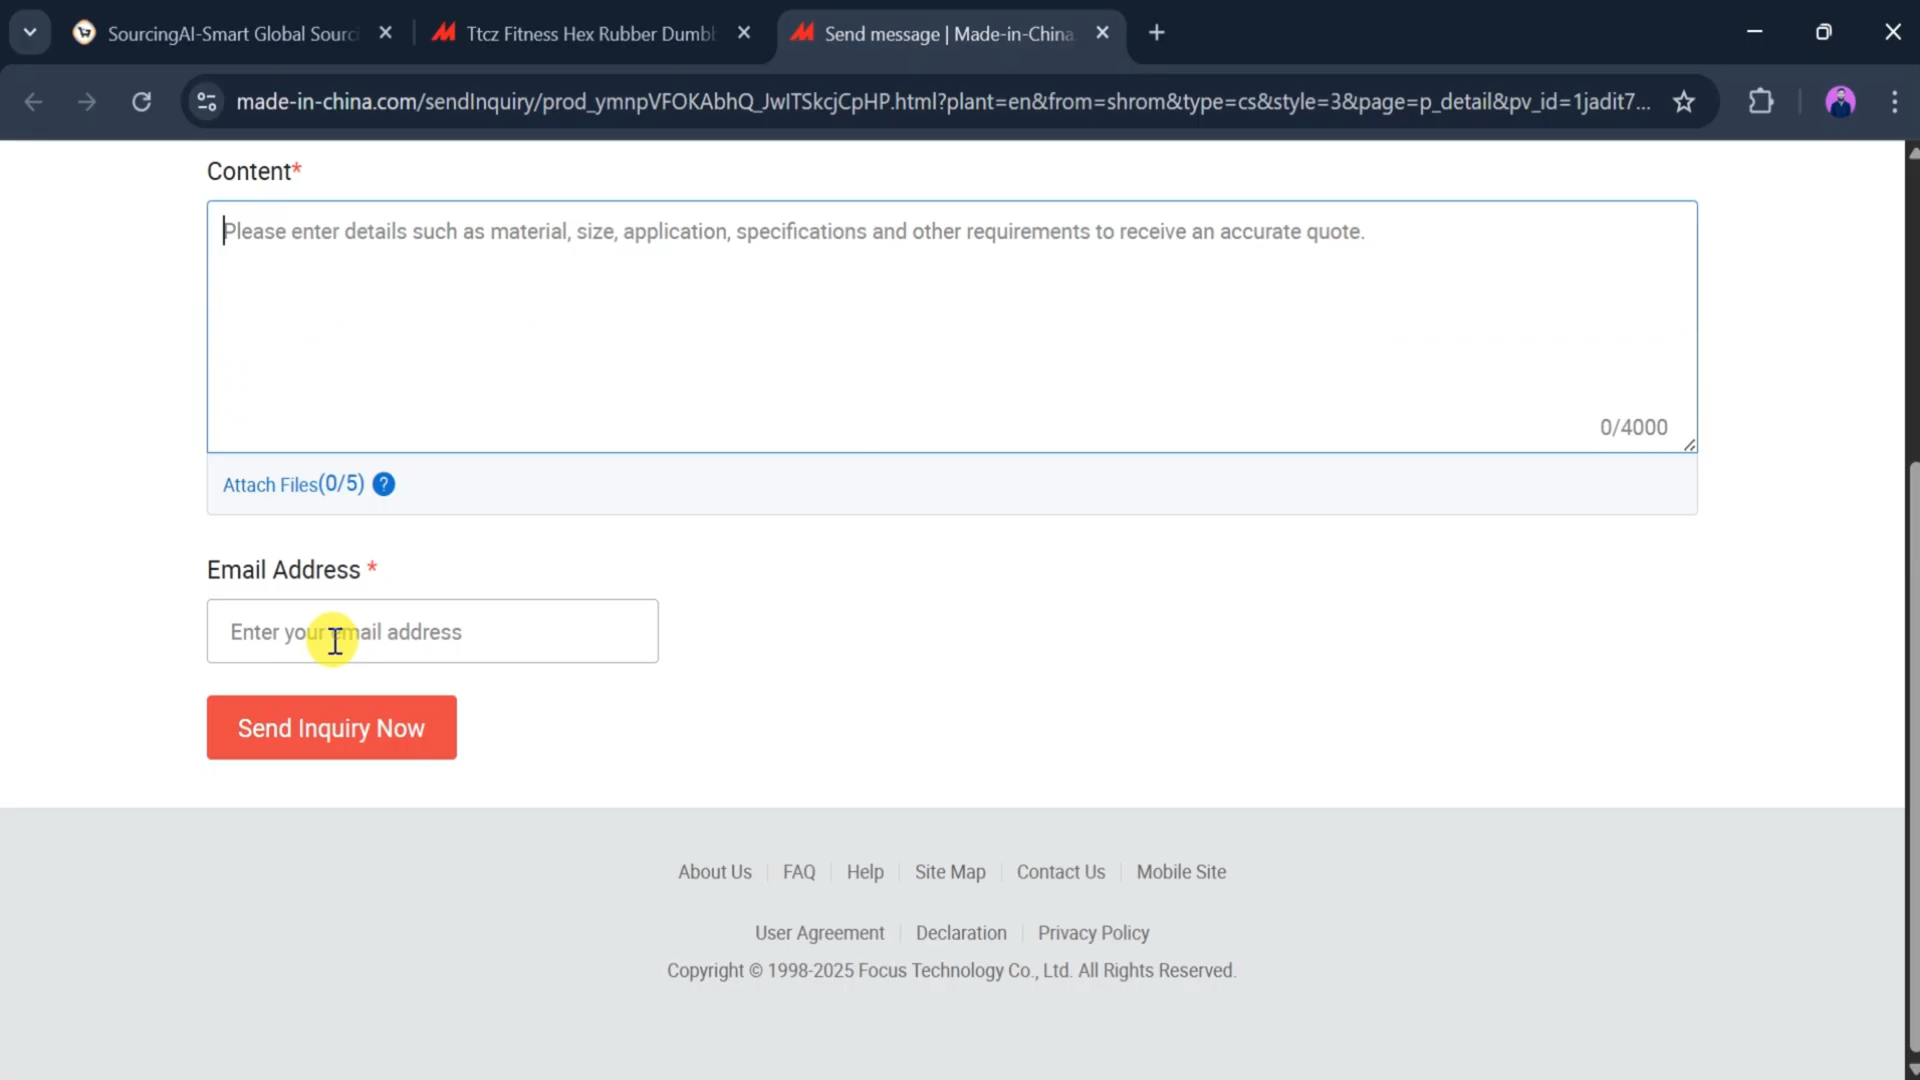 SourcingAI-Smart Global Sourci
Ttcz Fitness Hex Rubber Dumbb
Send message | Made-in-China.
made-in-china.com/sendInquiry/prod_ymnpVFOKAbhQ_JwITSkcjCpHP.html?plant=en&from=shrom&type=cs&style=3&page=p_detail&pv_id=1jadit7...
Content*
Please enter details such as material, size, application, specifications and other requirements to receive an accurate quote.
0/4000
Attach Files(0/5) ?
Email Address *
Enter your email address
Send Inquiry Now
About Us FAQ Help Site Map Contact Us Mobile Site
User Agreement Declaration Privacy Policy
Copyright © 1998-2025 Focus Technology Co., Ltd. All Rights Reserved.